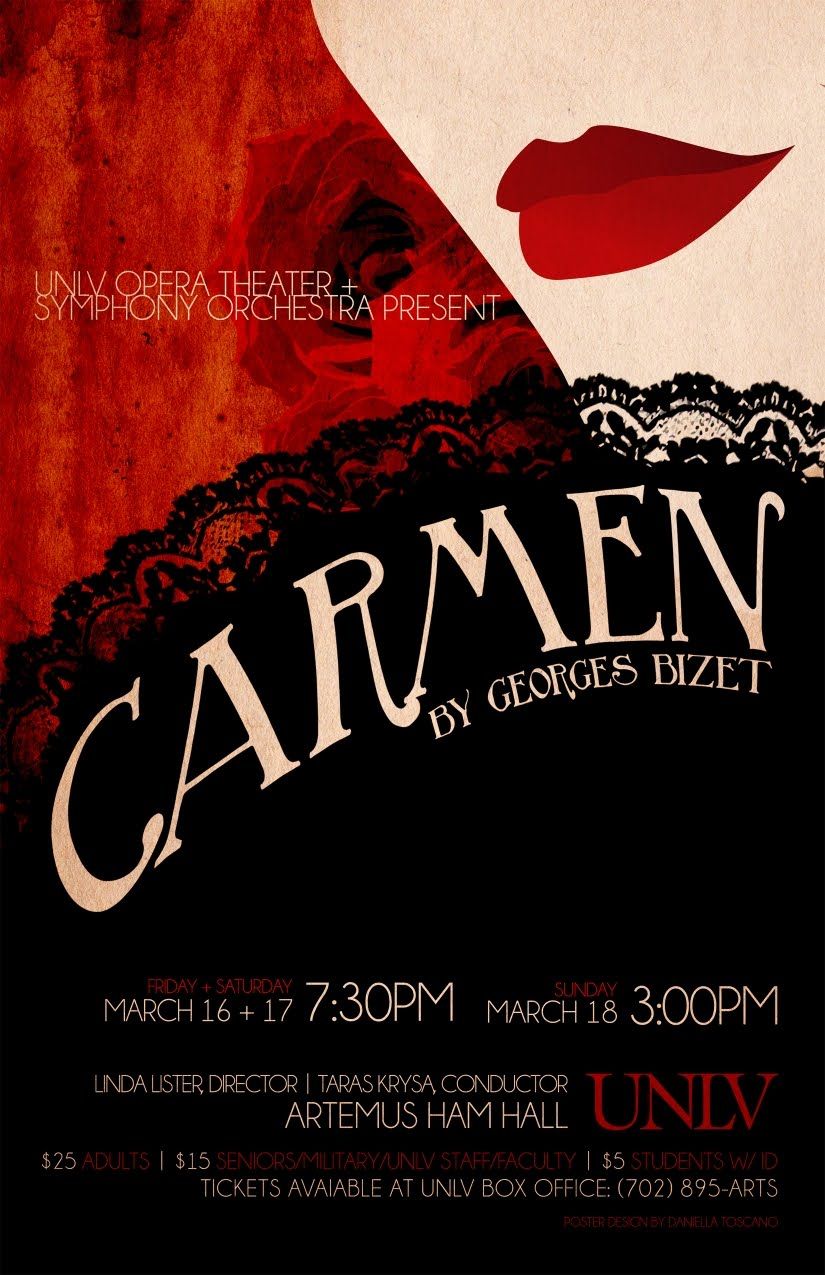 UNLV OPERA THEATER +
SYMPHONY ORCHESTRA PRESENT
CARMEN
BY GEORGES BIZET
FRIDAY + SATURDAY
MARCH 16 + 17 7:30PM
SUNDAY
MARCH 18 3:00PM
LINDA LISTER, DIRECTOR | TARAS KRYSA, CONDUCTOR
ARTEMUS HAM HALL
UNLV
$25 ADULTS | $15 SENIORS/MILITARY/UNLV STAFF/FACULTY | $5 STUDENTS W/ ID
TICKETS AVAIABLE AT UNLV BOX OFFICE: (702) 895-ARTS
POSTER DESIGN BY DANIELLA TOSCANO